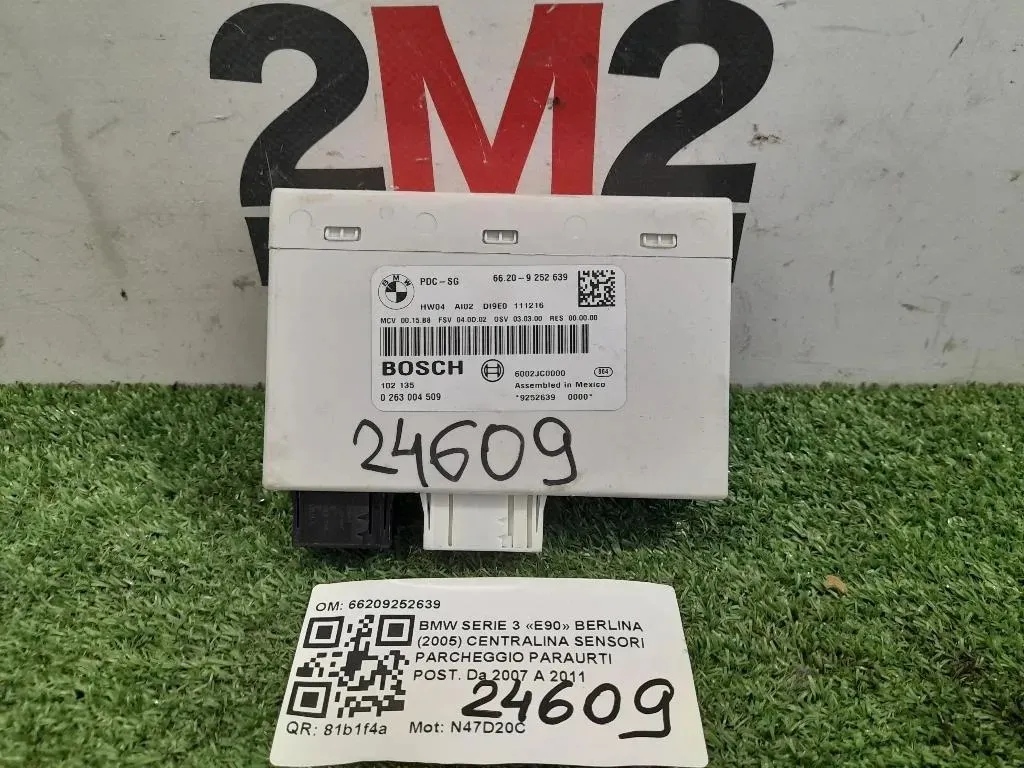 2M2
BMW
PDC-SG 66.20-9 252 639
HW04 AI02 DI9E0 111216
MCV 00.15.B8 FSV 04.00.02 OSV 03.03.00 RES 00.00.00
BOSCH 6002JC0000 864
102 135 Assembled in Mexico
0 263 004 509 *9252639 0000*
24609
OM: 66209252639
BMW SERIE 3 «E90» BERLINA
(2005) CENTRALINA SENSORI
PARCHEGGIO PARAURTI
POST. Da 2007 A 2011
24609
QR: 81b1f4a Mot: N47D20C